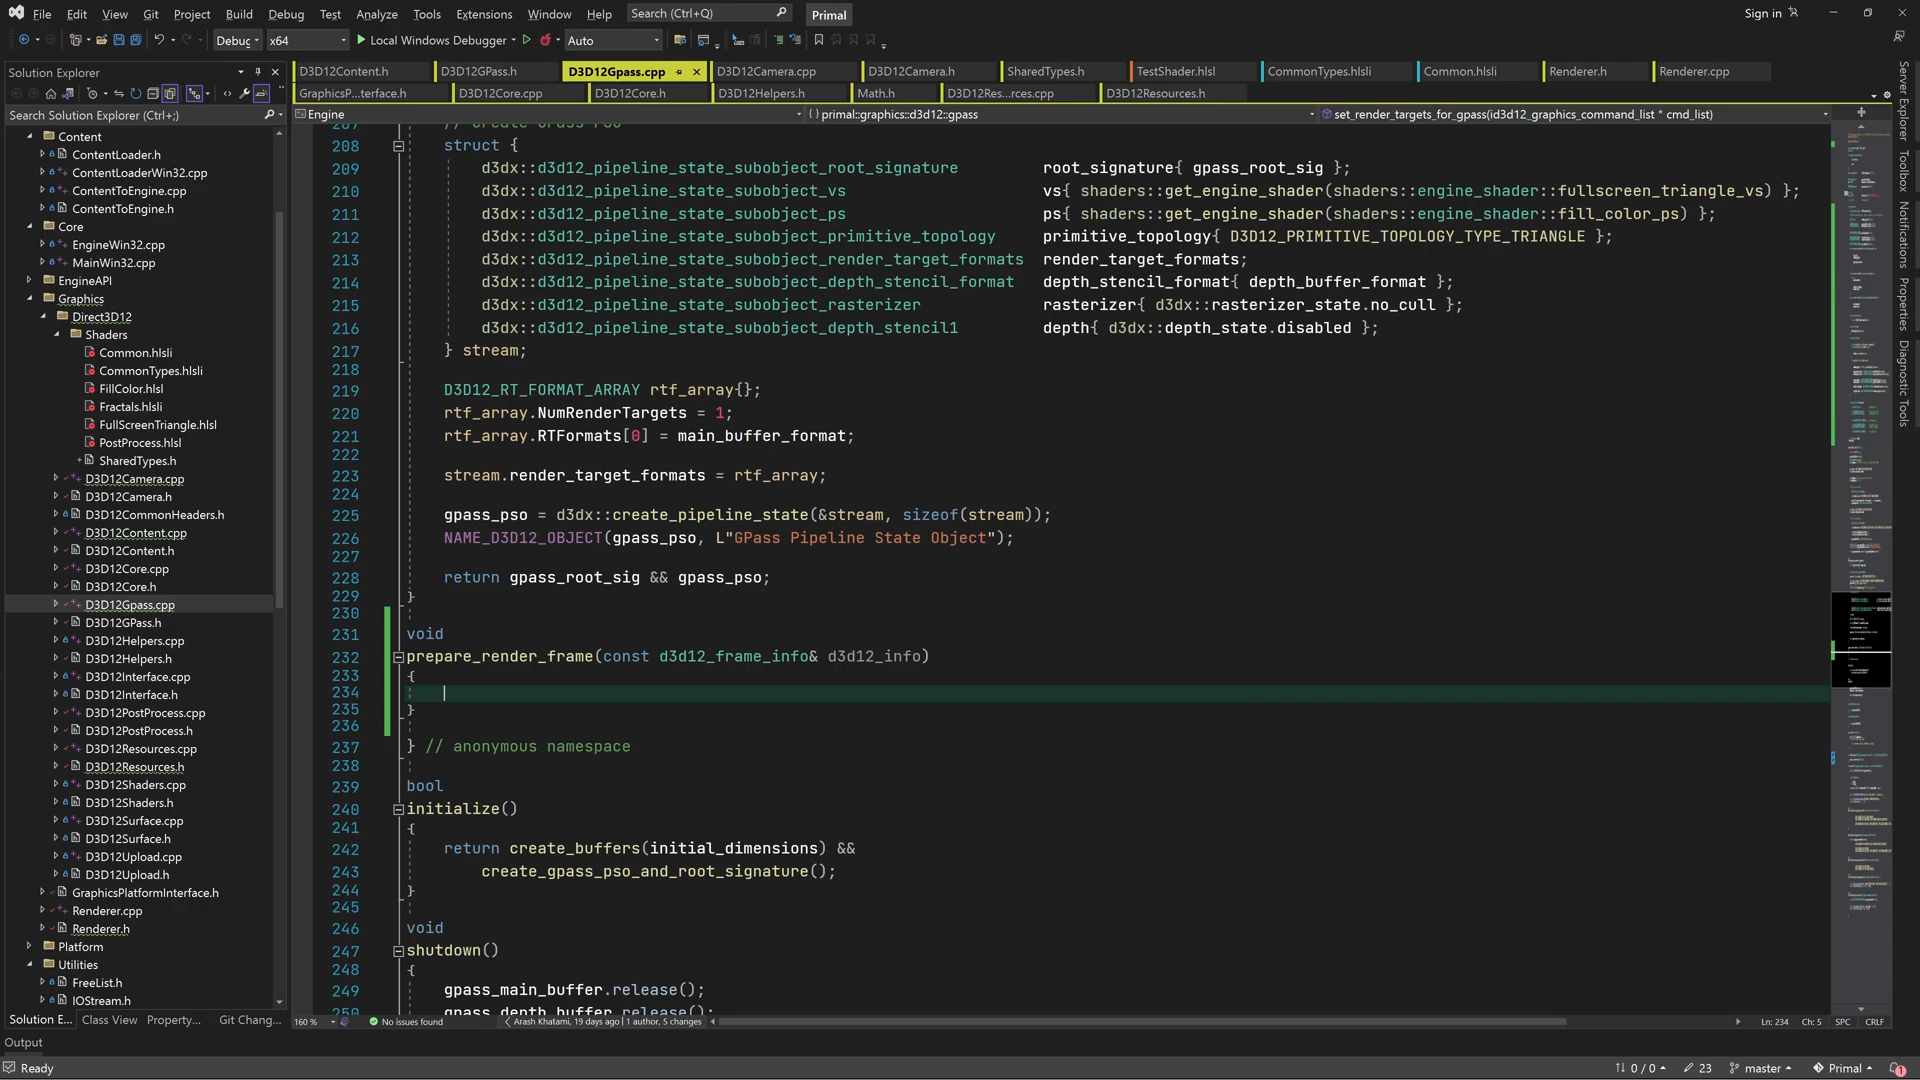 File Edit View Git Project Build Debug Test Analyze Tools Extensions Window Help Search (Ctrl+Q) Primal Sign in
Debug x64 Local Windows Debugger Auto
Solution Explorer
Search Solution Explorer (Ctrl+;)
Content
ContentLoader.h
ContentLoaderWin32.cpp
ContentToEngine.cpp
ContentToEngine.h
Core
EngineWin32.cpp
MainWin32.cpp
EngineAPI
Graphics
Direct3D12
Shaders
Common.hlsli
CommonTypes.hlsli
FillColor.hlsl
Fractals.hlsli
FullScreenTriangle.hlsl
PostProcess.hlsl
SharedTypes.h
D3D12Camera.cpp
D3D12Camera.h
D3D12CommonHeaders.h
D3D12Content.cpp
D3D12Content.h
D3D12Core.cpp
D3D12Core.h
D3D12Gpass.cpp
D3D12GPass.h
D3D12Helpers.cpp
D3D12Helpers.h
D3D12Interface.cpp
D3D12Interface.h
D3D12PostProcess.cpp
D3D12PostProcess.h
D3D12Resources.cpp
D3D12Resources.h
D3D12Shaders.cpp
D3D12Shaders.h
D3D12Surface.cpp
D3D12Surface.h
D3D12Upload.cpp
D3D12Upload.h
GraphicsPlatformInterface.h
Renderer.cpp
Renderer.h
Platform
Utilities
FreeList.h
IOStream.h
Solution E... Class View Property... Git Chang...
D3D12Content.h D3D12GPass.h D3D12Gpass.cpp D3D12Camera.cpp D3D12Camera.h SharedTypes.h TestShader.hlsl CommonTypes.hlsli Common.hlsli Renderer.h Renderer.cpp
GraphicsP...terface.h D3D12Core.cpp D3D12Core.h D3D12Helpers.h Math.h D3D12Res...rces.cpp D3D12Resources.h
Engine { } primal::graphics::d3d12::gpass set_render_targets_for_gpass(id3d12_graphics_command_list * cmd_list)
208 struct {
209 d3dx::d3d12_pipeline_state_subobject_root_signature root_signature{ gpass_root_sig };
210 d3dx::d3d12_pipeline_state_subobject_vs vs{ shaders::get_engine_shader(shaders::engine_shader::fullscreen_triangle_vs) };
211 d3dx::d3d12_pipeline_state_subobject_ps ps{ shaders::get_engine_shader(shaders::engine_shader::fill_color_ps) };
212 d3dx::d3d12_pipeline_state_subobject_primitive_topology primitive_topology{ D3D12_PRIMITIVE_TOPOLOGY_TYPE_TRIANGLE };
213 d3dx::d3d12_pipeline_state_subobject_render_target_formats render_target_formats;
214 d3dx::d3d12_pipeline_state_subobject_depth_stencil_format depth_stencil_format{ depth_buffer_format };
215 d3dx::d3d12_pipeline_state_subobject_rasterizer rasterizer{ d3dx::rasterizer_state.no_cull };
216 d3dx::d3d12_pipeline_state_subobject_depth_stencil1 depth{ d3dx::depth_state.disabled };
217 } stream;
218
219 D3D12_RT_FORMAT_ARRAY rtf_array{};
220 rtf_array.NumRenderTargets = 1;
221 rtf_array.RTFormats[0] = main_buffer_format;
222
223 stream.render_target_formats = rtf_array;
224
225 gpass_pso = d3dx::create_pipeline_state(&stream, sizeof(stream));
226 NAME_D3D12_OBJECT(gpass_pso, L"GPass Pipeline State Object");
227
228 return gpass_root_sig && gpass_pso;
229 }
230
231 void
232 prepare_render_frame(const d3d12_frame_info& d3d12_info)
233 {
234
235 }
236
237 } // anonymous namespace
238
239 bool
240 initialize()
241 {
242 return create_buffers(initial_dimensions) &&
243 create_gpass_pso_and_root_signature();
244 }
245
246 void
247 shutdown()
248 {
249 gpass_main_buffer.release();
250 gpass_depth_buffer.release();
160 % No issues found Arash Khatami, 19 days ago | 1 author, 5 changes Ln: 234 Ch: 5 SPC CRLF
Server Explorer
Toolbox
Notifications
Properties
Diagnostic Tools
Output
Ready 0 / 0 23 master Primal 1